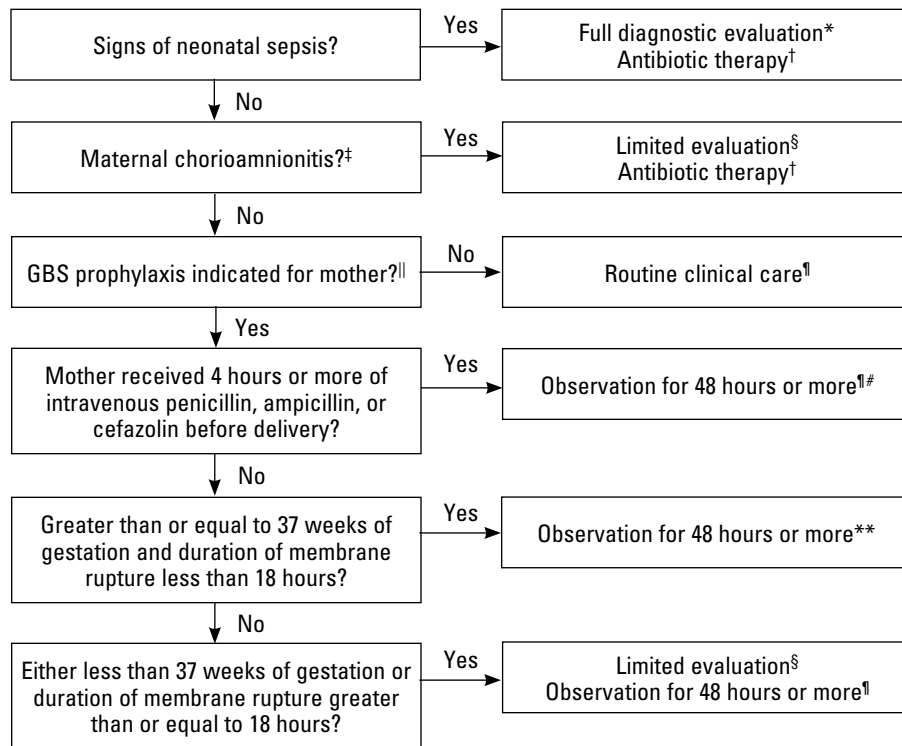 Signs of neonatal sepsis?
Yes
Full diagnostic evaluation*
Antibiotic therapy†
No
Maternal chorioamnionitis?‡
Yes
Limited evaluation§
Antibiotic therapy†
No
GBS prophylaxis indicated for mother?||
No
Routine clinical care¶
Yes
Mother received 4 hours or more of
intravenous penicillin, ampicillin, or
cefazolin before delivery?
Yes
Observation for 48 hours or more¶#
No
Greater than or equal to 37 weeks of
gestation and duration of membrane
rupture less than 18 hours?
Yes
Observation for 48 hours or more**
No
Either less than 37 weeks of gestation or
duration of membrane rupture greater
than or equal to 18 hours?
Yes
Limited evaluation§
Observation for 48 hours or more¶